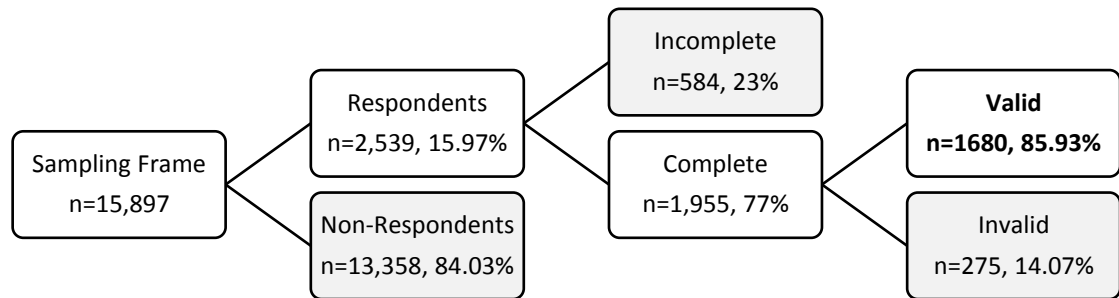 Sampling Frame
n=15,897
Respondents
n=2,539, 15.97%
Non-Respondents
n=13,358, 84.03%
Incomplete
n=584, 23%
Complete
n=1,955, 77%
Valid
n=1680, 85.93%
Invalid
n=275, 14.07%